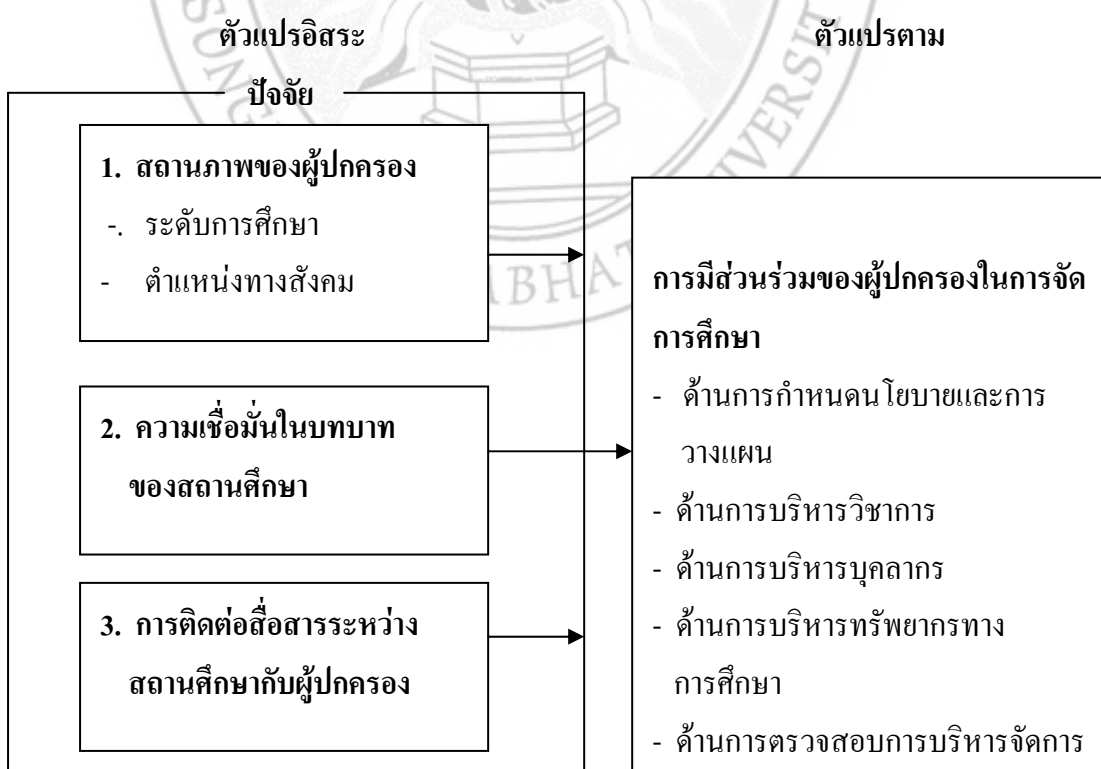 ตัวแปรอิสระ
ตัวแปรตาม
ปัจจัย
1. สถานภาพของผู้ปกครอง
-. ระดับการศึกษา
- ตำแหน่งทางสังคม
2. ความเชื่อมั่นในบทบาท
ของสถานศึกษา
3. การติดต่อสื่อสารระหว่าง
สถานศึกษากับผู้ปกครอง
การมีส่วนร่วมของผู้ปกครองในการจัด
การศึกษา
- ด้านการกำหนดนโยบายและการ
วางแผน
- ด้านการบริหารวิชาการ
- ด้านการบริหารบุคลากร
- ด้านการบริหารทรัพยากรทาง
การศึกษา
- ด้านการตรวจสอบการบริหารจัดการ